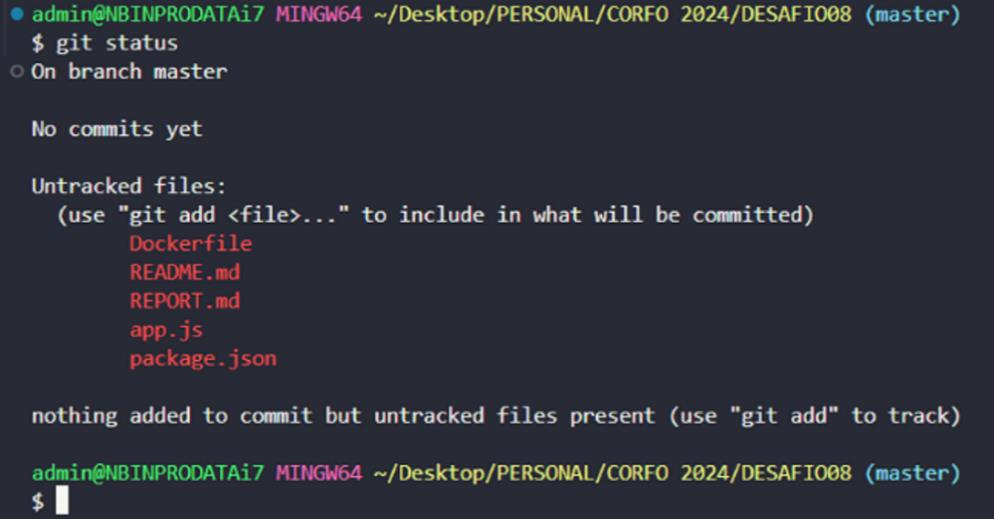 admin@NBINPRODATAi7 MINGW64 ~/Desktop/PERSONAL/CORFO 2024/DESAFIO08 (master)
$ git status
On branch master
No commits yet
Untracked files:
(use "git add <file>..." to include in what will be committed)
Dockerfile
README.md
REPORT.md
app.js
package.json
nothing added to commit but untracked files present (use "git add" to track)
admin@NBINPRODATAi7 MINGW64 ~/Desktop/PERSONAL/CORFO 2024/DESAFIO08 (master)
$